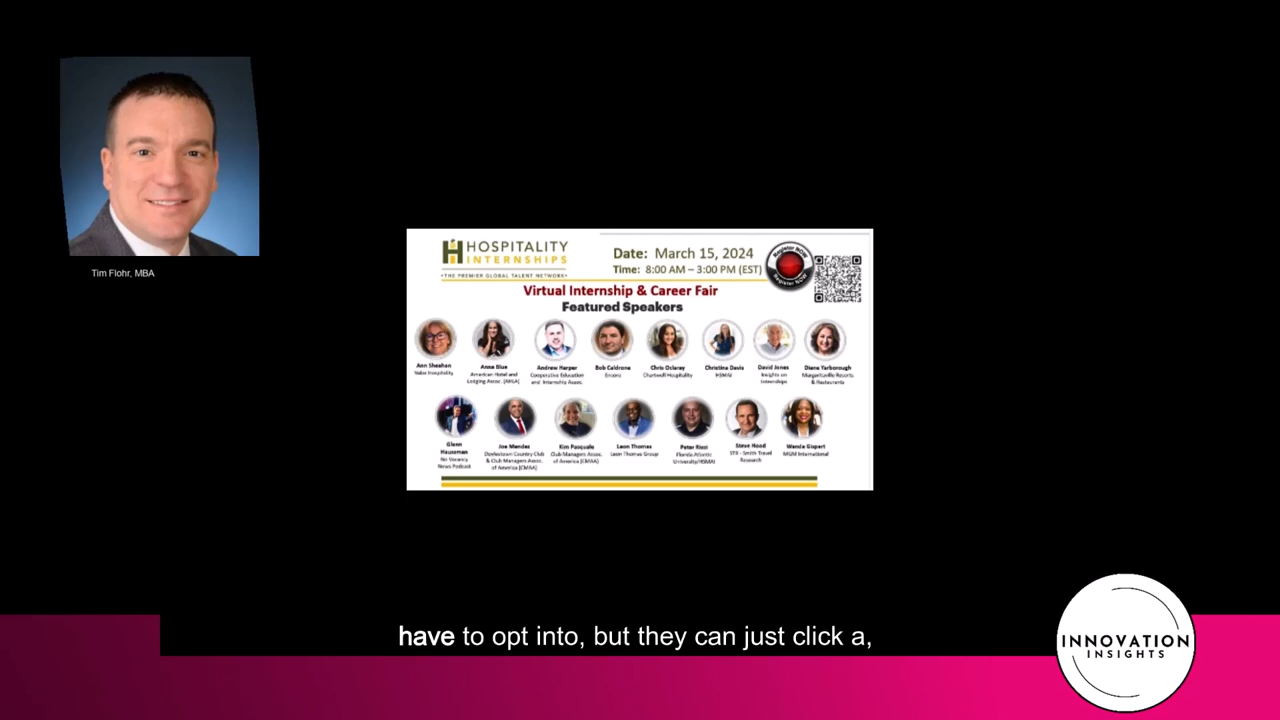 Tim Flohr, MBA
HOSPITALITY
INTERNSHIPS
•THE PREMIER GLOBAL TALENT NETWORK•
Date: March 15, 2024
Time: 8:00 AM – 3:00 PM (EST)
Register NOW
Register NOW
Virtual Internship & Career Fair
Featured Speakers
Ann Sheahan
Valor Hospitality
Anna Blue
American Hotel and
Lodging Assoc. (AHLA)
Andrew Harper
Cooperative Education
and Internship Assoc.
Bob Caldrone
Encore
Chris
Chartwell Hospitality
Christina Davis
HSMAI
David Jones
Insights on
Internships
Diane Yarborough
Margaritaville Resorts
& Restaurants
Glenn
Haussman
No Vacancy
News Podcast
Joe Mendez
Doylestown Country Club
& Club Managers Assoc.
of America (CMAA)
Kim Pasquale
Club Managers Assoc.
of America (CMAA)
Leon Thomas
Leon Thomas Group
Peter Ricci
Florida Atlantic
University/HSMAI
Steve Hood
STR - Smith Travel
Research
Wanda Gispert
MGM International
have to opt into, but they can just click a,
INNOVATION
INSIGHTS